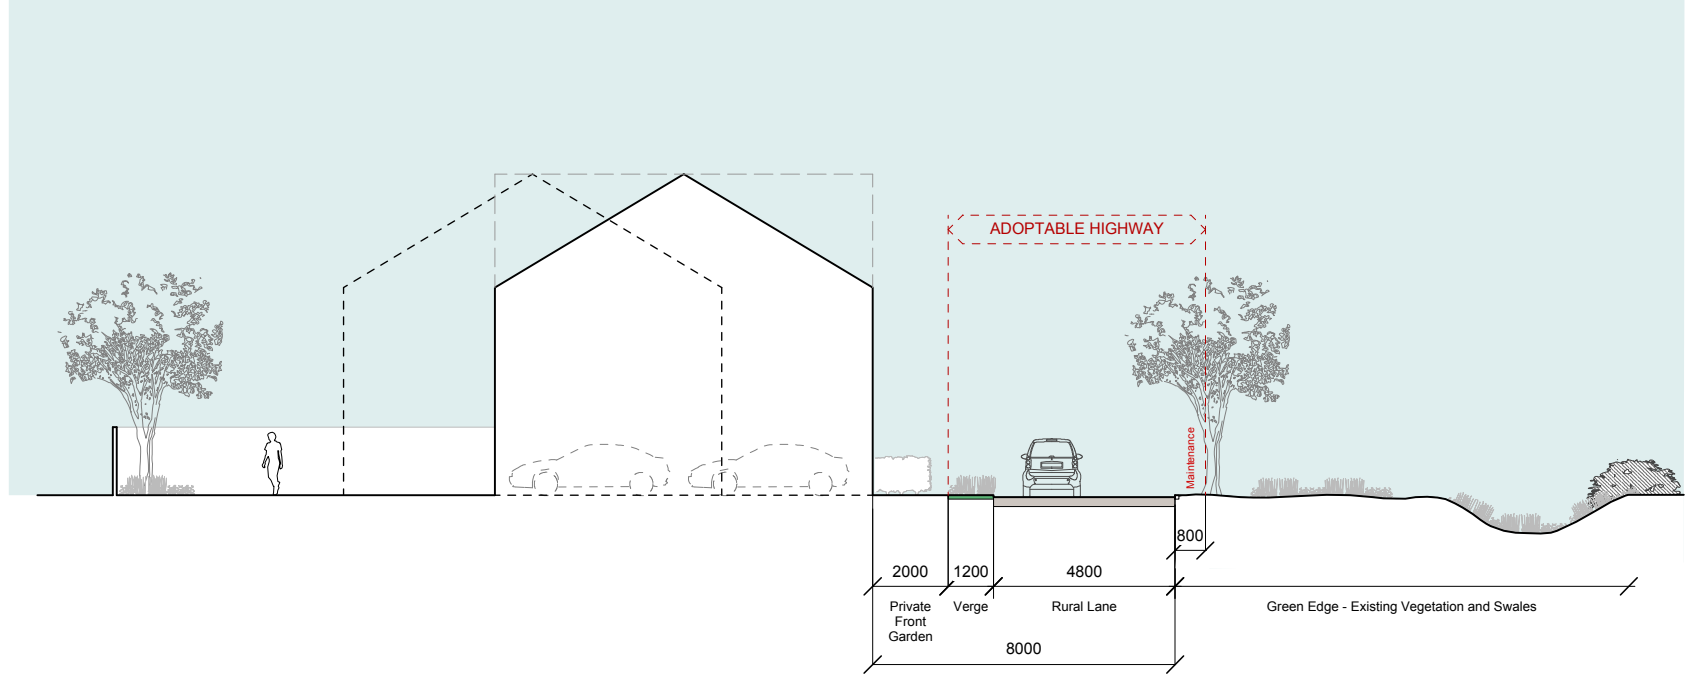 ADOPTABLE HIGHWAY
Maintenance
800
2000
1200
4800
Private
Front
Garden
Verge
Rural Lane
Green Edge - Existing Vegetation and Swales
8000